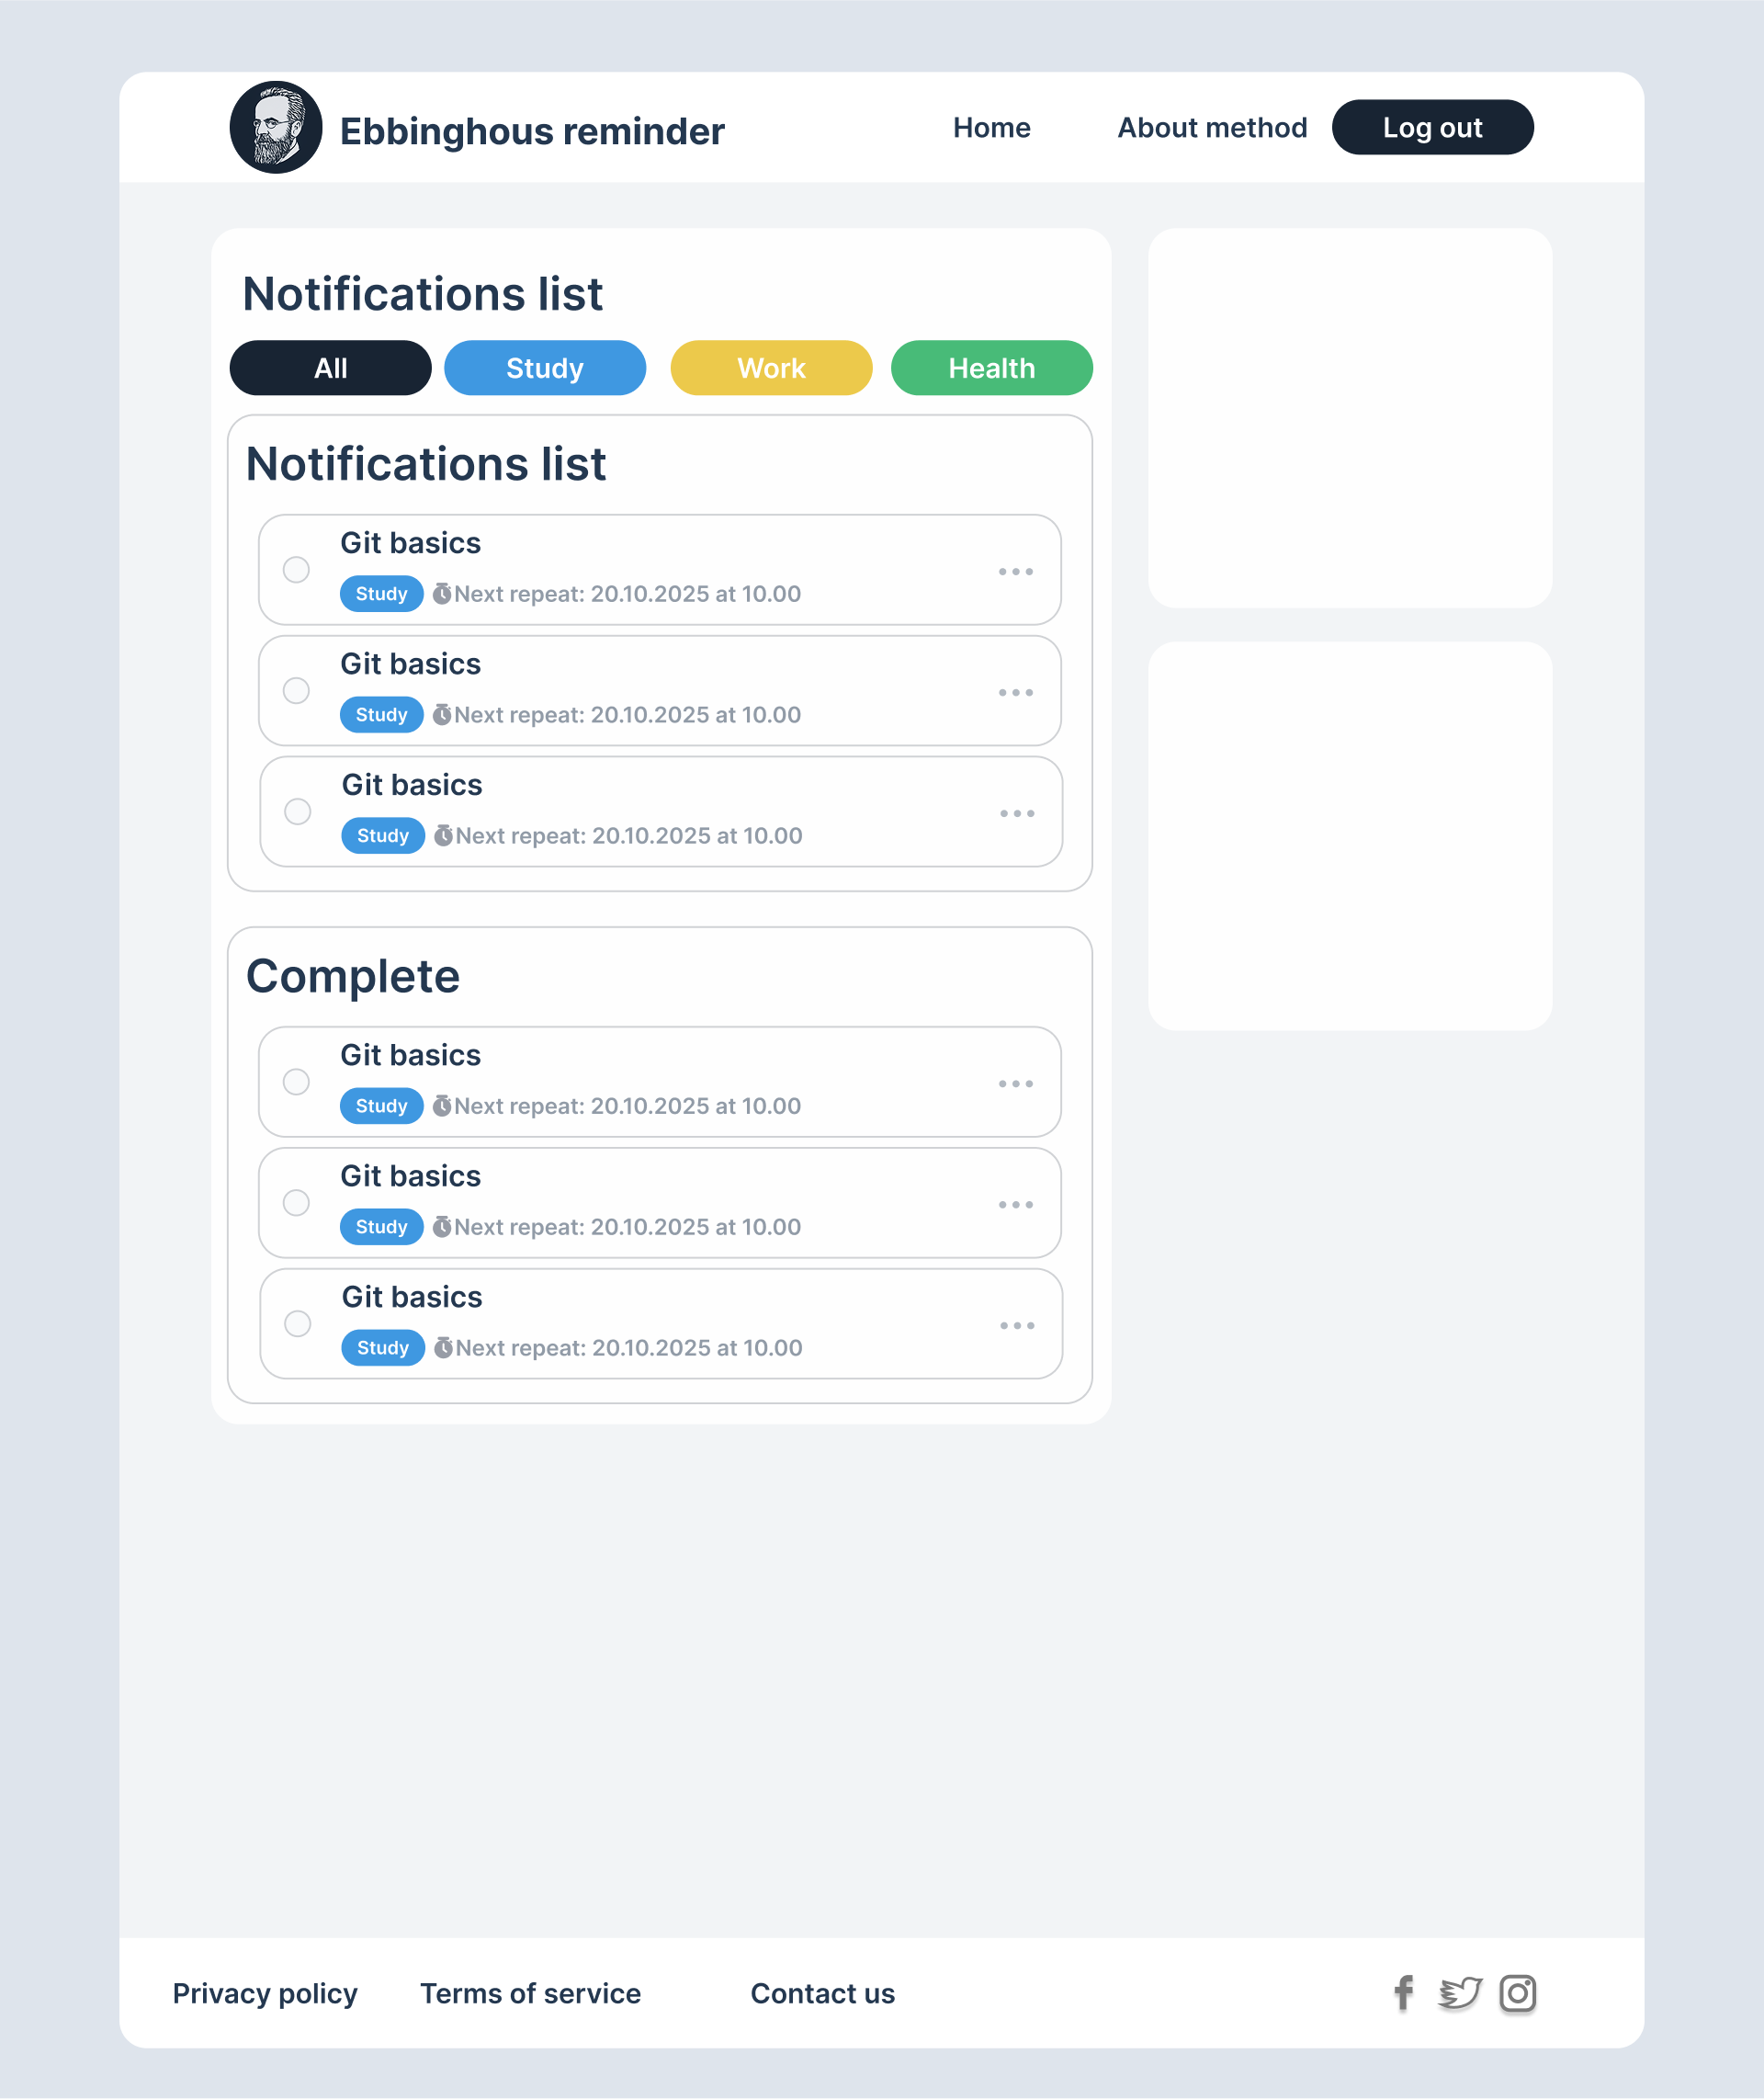 Ebbinghous reminder
Home
About method
Log out
Notifications list
All
Study
Work
Health
Notifications list
Git basics
Study
Next repeat: 20.10.2025 at 10.00
Git basics
Study
Next repeat: 20.10.2025 at 10.00
Git basics
Study
Next repeat: 20.10.2025 at 10.00
Complete
Git basics
Study
Next repeat: 20.10.2025 at 10.00
Git basics
Study
Next repeat: 20.10.2025 at 10.00
Git basics
Study
Next repeat: 20.10.2025 at 10.00
Privacy policy
Terms of service
Contact us